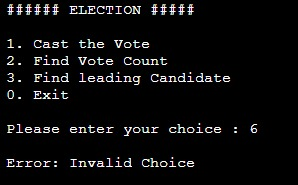 ###### ELECTION #####
1. Cast the Vote
2. Find Vote Count
3. Find leading Candidate
0. Exit
Please enter your choice : 6
Error: Invalid Choice